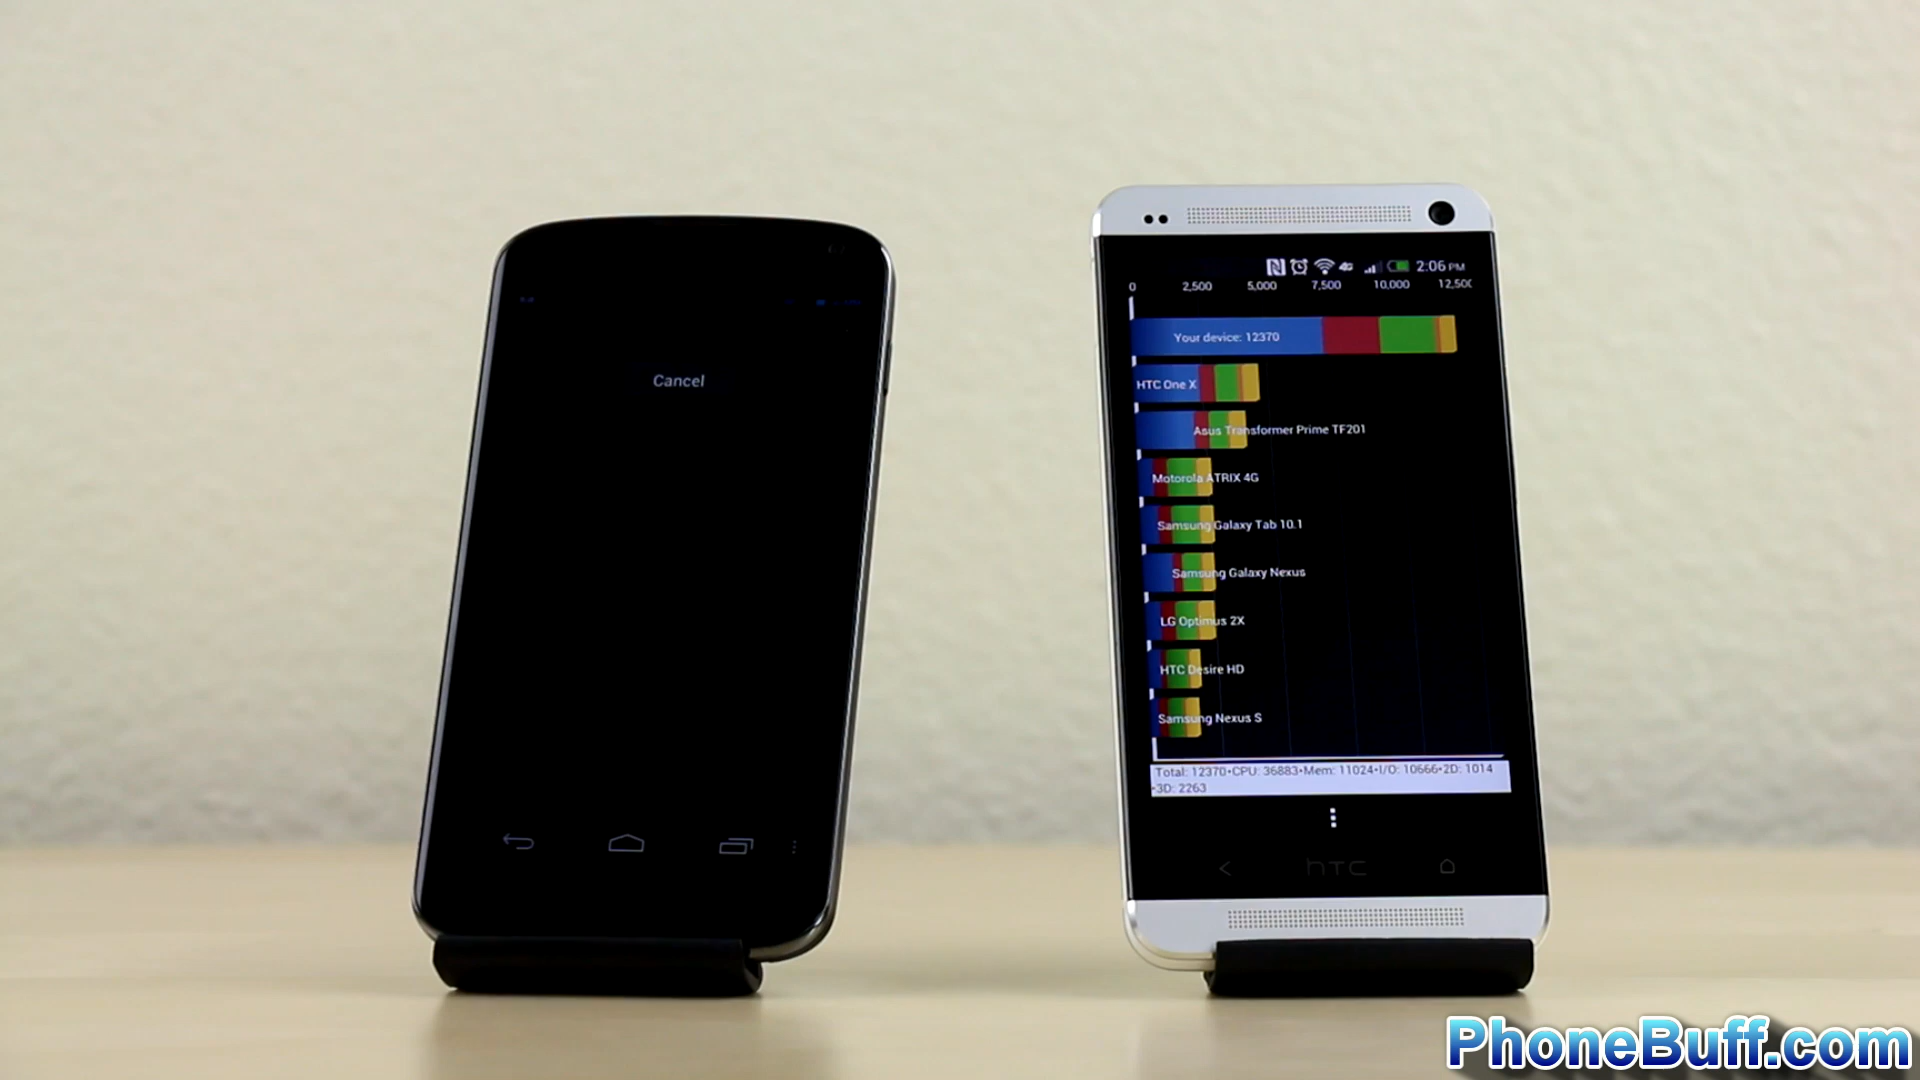 Cancel
2:06 PM
0 2,500 5,000 7,500 10,000 12,500
Your device: 12370
HTC One X
Asus Transformer Prime TF201
Motorola ATRIX 4G
Samsung Galaxy Tab 10.1
Samsung Galaxy Nexus
LG Optimus 2X
HTC Desire HD
Samsung Nexus S
Total: 12370•CPU: 36883•Mem: 11024•I/O: 10666•2D: 1014
•3D: 2263
hTC
PhoneBuff.com